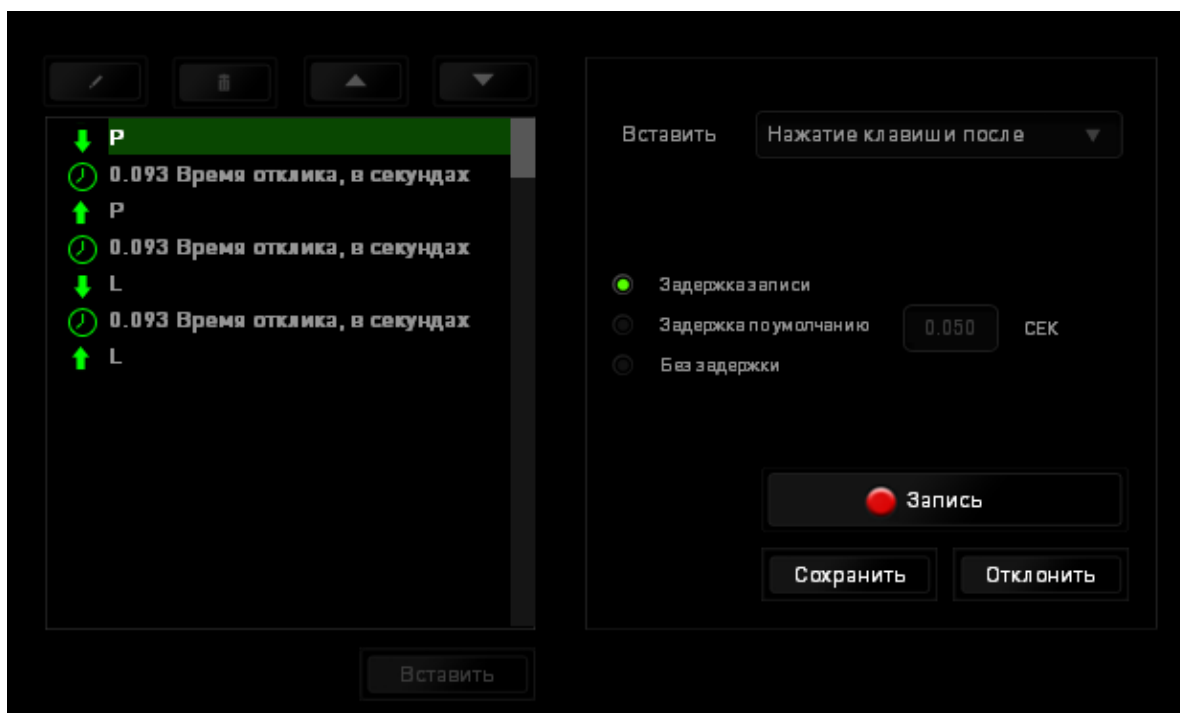 P
0.093 Время отклика, в секундах
P
0.093 Время отклика, в секундах
L
0.093 Время отклика, в секундах
L
Вставить
Вставить Нажатие клавиши после
Задержка записи
Задержка по умолчанию 0.050 СЕК
Без задержки
Запись
Сохранить Отклонить